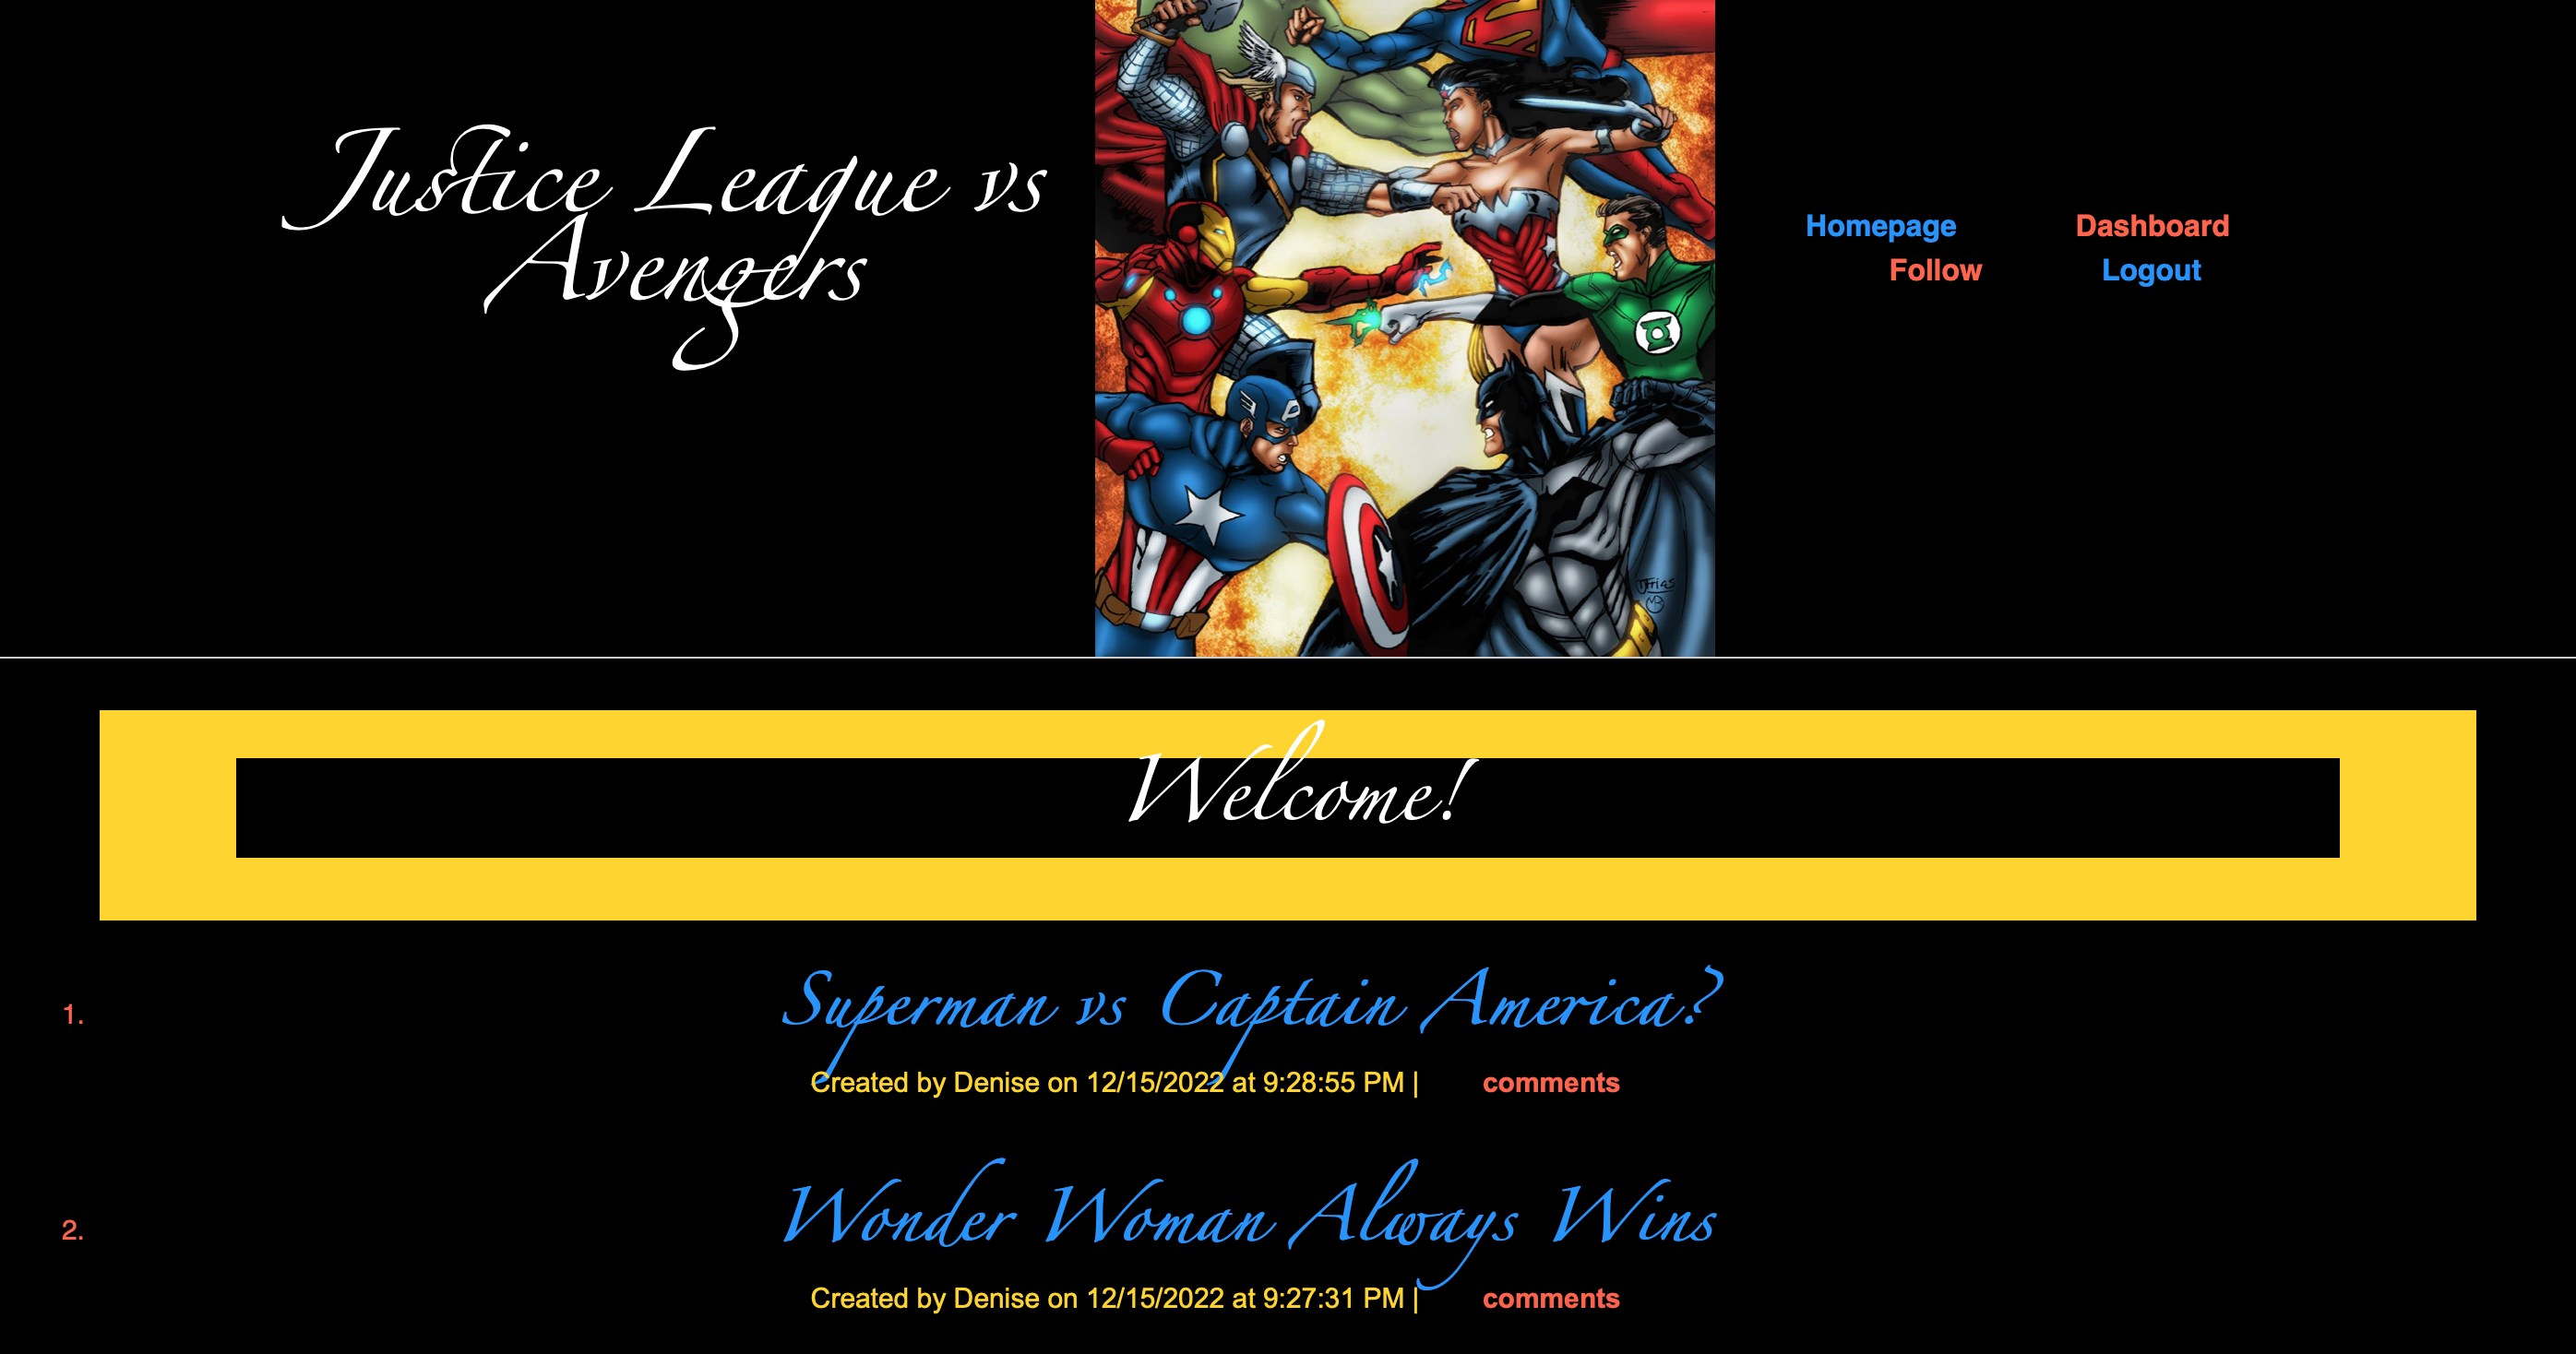 Justice League vs
Avengers
Homepage Dashboard
Follow Logout
JFrias
Welcome!
1. Superman vs Captain America?
Created by Denise on 12/15/2022 at 9:28:55 PM | comments
2. Wonder Woman Always Wins
Created by Denise on 12/15/2022 at 9:27:31 PM | comments